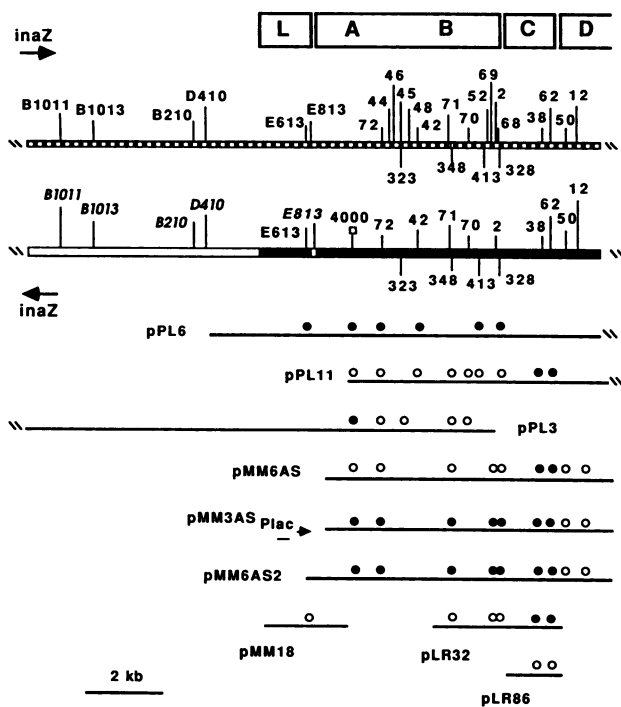 L A B C D
inaZ
46 69
D410 44 45 52 2 62 12
B1011 B1013 B210 E813 48 71
E613 72 42 70 68 38 50
323 348 413 328
12
B1011 B1013 B210 D410 E813 4000 62
E613 72 42 71 70 2 38 50
323 348 413 328
inaZ
pPL6
pPL11
pPL3
pMM6AS
pMM3AS Plac
pMM6AS2
pMM18 pLR32
2 kb
pLR86